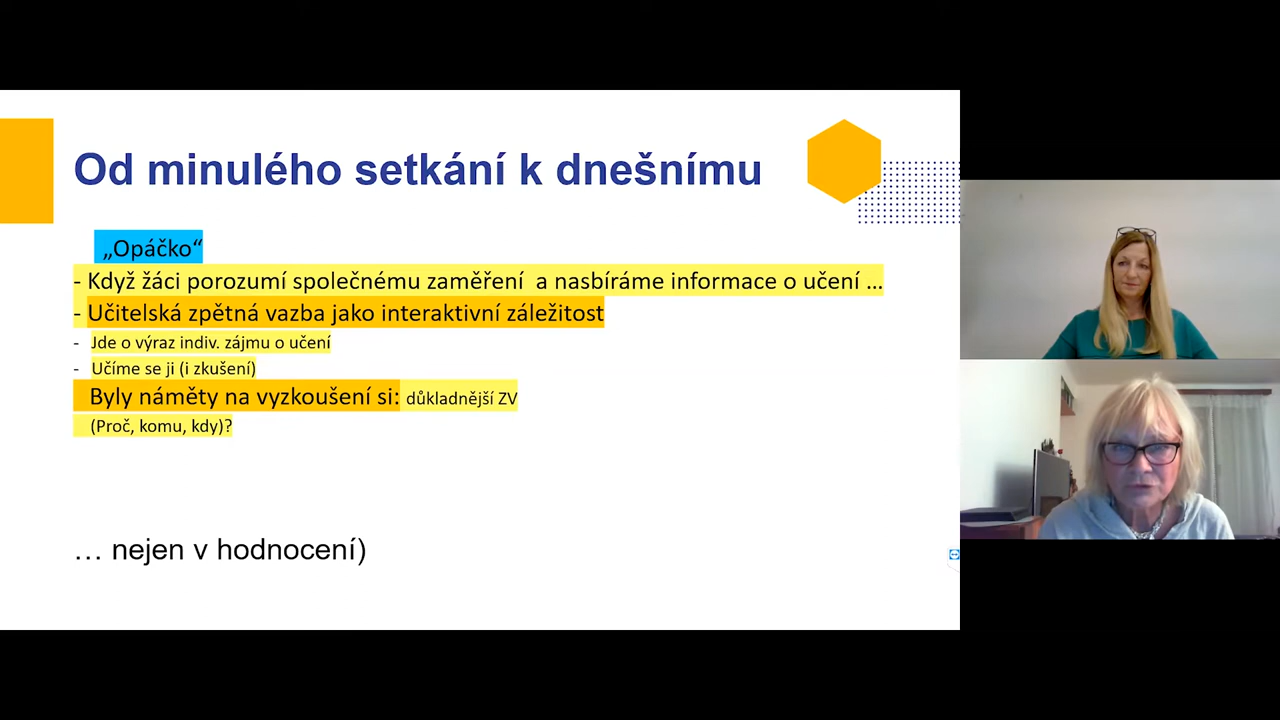 Od minulého setkání k dnešnímu
„Opáčko“
- Když žáci porozumí společnému zaměření a nasbíráme informace o učení ...
- Učitelská zpětná vazba jako interaktivní záležitost
- Jde o výraz indiv. zájmu o učení
- Učíme se ji (i zkušení)
Byly náměty na vyzkoušení si: důkladnější ZV
(Proč, komu, kdy)?
… nejen v hodnocení)